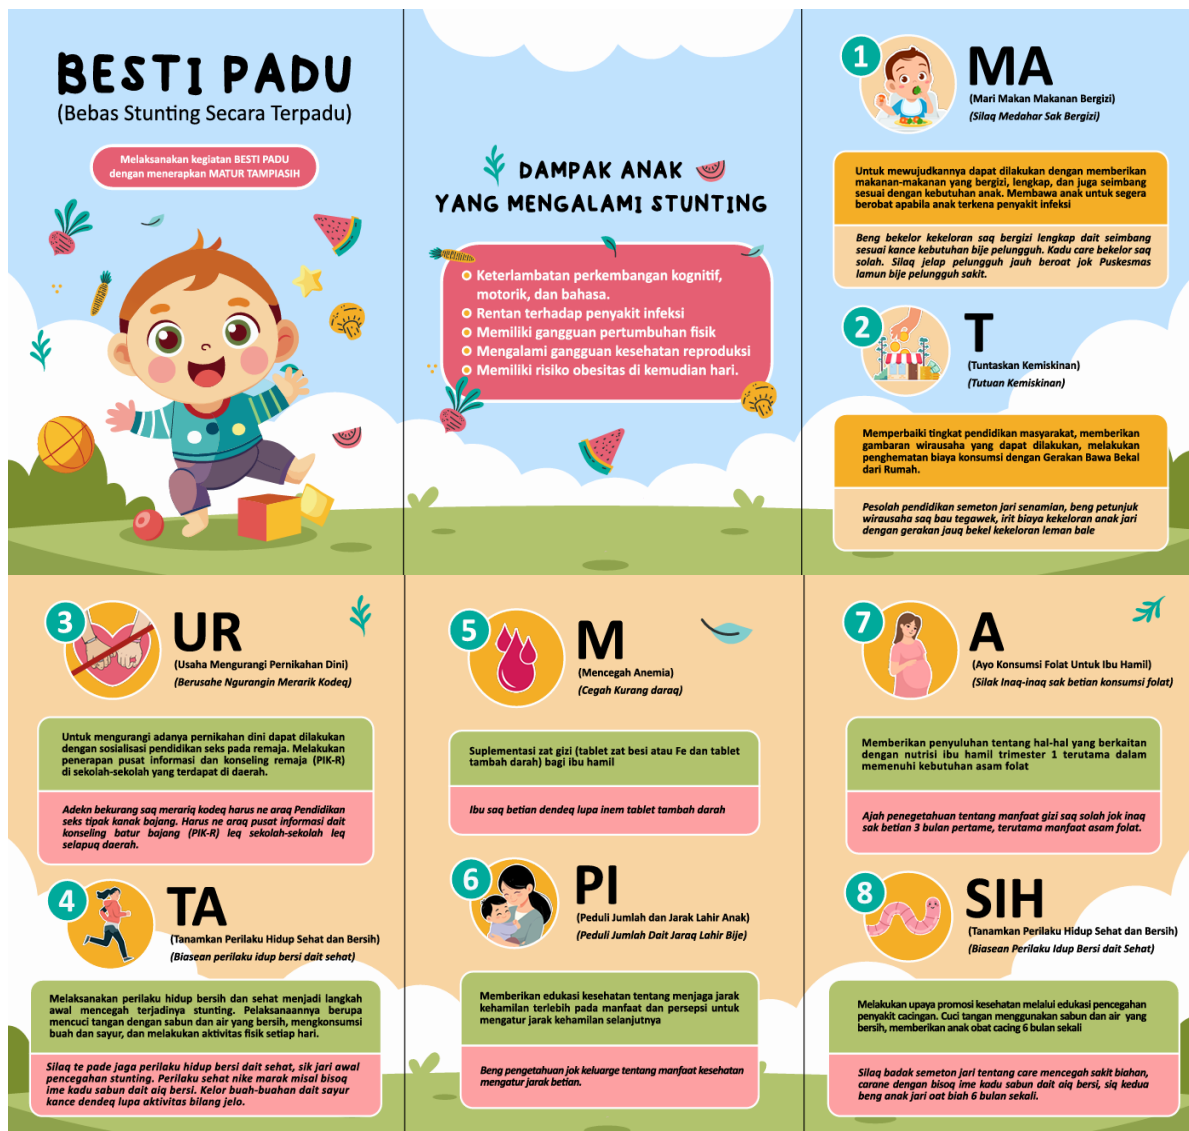 BESTI PADU
(Bebas Stunting Secara Terpadu)
Melaksanakan kegiatan BESTI PADU
dengan menerapkan MATUR TAMPIASIH
DAMPAK ANAK
YANG MENGALAMI STUNTING
Keterlambatan perkembangan kognitif,
motorik, dan bahasa.
Rentan terhadap penyakit infeksi
Memiliki gangguan pertumbuhan fisik
Mengalami gangguan kesehatan reproduksi
Memiliki risiko obesitas di kemudian hari.
1
MA
(Mari Makan Makanan Bergizi)
(Silaq Medahar Sak Bergizi)
Untuk mewujudkannya dapat dilakukan dengan memberikan
makanan-makanan yang bergizi, lengkap, dan juga seimbang
sesuai dengan kebutuhan anak. Membawa anak untuk segera
berobat apabila anak terkena penyakit infeksi
Beng bekelor kekeloran saq bergizi lengkap dait seimbang
sesuai kance kebutuhan bije pelungguh. Kadu care bekelor saq
solah. Silaq jelap pelungguh jauh beroat jok Puskesmas
lamun bije pelungguh sakit.
2
T
(Tuntaskan Kemiskinan)
(Tutuan Kemiskinan)
Memperbaiki tingkat pendidikan masyarakat, memberikan
gambaran wirausaha yang dapat dilakukan, melakukan
penghematan biaya konsumsi dengan Gerakan Bawa Bekal
dari Rumah.
Pesolah pendidikan semeton jari senamian, beng petunjuk
wirausaha saq bau tegawek, irit biaya kekeloran anak jari
dengan gerakan jauq bekel kekeloran leman bale
3
UR
(Usaha Mengurangi Pernikahan Dini)
(Berusahe Ngurangin Merarik Kodeq)
Untuk mengurangi adanya pernikahan dini dapat dilakukan
dengan sosialisasi pendidikan seks pada remaja. Melakukan
penerapan pusat informasi dan konseling remaja (PIK-R)
di sekolah-sekolah yang terdapat di daerah.
Adekn bekurang saq merariq kodeq harus ne araq Pendidikan
seks tipak kanak bajang. Harus ne araq pusat informasi dait
konseling batur bajang (PIK-R) leq sekolah-sekolah leq
selapuq daerah.
4
TA
(Tanamkan Perilaku Hidup Sehat dan Bersih)
(Biasean perilaku idup bersi dait sehat)
Melaksanakan perilaku hidup bersih dan sehat menjadi langkah
awal mencegah terjadinya stunting. Pelaksanaannya berupa
mencuci tangan dengan sabun dan air yang bersih, mengkonsumsi
buah dan sayur, dan melakukan aktivitas fisik setiap hari.
Silaq te pade jaga perilaku hidup bersi dait sehat, sik jari awal
pencegahan stunting. Perilaku sehat nike marak misal bisoq
ime kadu sabun dait aiq bersi. Kelor buah-buahan dait sayur
kance dendeq lupa aktivitas bilang jelo.
5
M
(Mencegah Anemia)
(Cegah Kurang daraq)
Suplementasi zat gizi (tablet zat besi atau Fe dan tablet
tambah darah) bagi ibu hamil
Ibu saq betian dendeq lupa inem tablet tambah darah
6
PI
(Peduli Jumlah dan Jarak Lahir Anak)
(Peduli Jumlah Dait Jaraq Lahir Bije)
Memberikan edukasi kesehatan tentang menjaga jarak
kehamilan terlebih pada manfaat dan persepsi untuk
mengatur jarak kehamilan selanjutnya
Beng pengetahuan jok keluarge tentang manfaat kesehatan
mengatur jarak betian.
7
A
(Ayo Konsumsi Folat Untuk Ibu Hamil)
(Silak Inaq-inaq sak betian konsumsi folat)
Memberikan penyuluhan tentang hal-hal yang berkaitan
dengan nutrisi ibu hamil trimester 1 terutama dalam
memenuhi kebutuhan asam folat
Ajah penegetahuan tentang manfaat gizi saq solah jok inaq
sak betian 3 bulan pertame, terutama manfaat asam folat.
8
SIH
(Tanamkan Perilaku Hidup Sehat dan Bersih)
(Biasean Perilaku Idup Bersi dait Sehat)
Melakukan upaya promosi kesehatan melalui edukasi pencegahan
penyakit cacingan. Cuci tangan menggunakan sabun dan air yang
bersih, memberikan anak obat cacing 6 bulan sekali
Silaq badak semeton jarI tentang care mencegah sakit biahan,
carane dengan bisoq ime kadu sabun dait aiq bersi, siq kedua
beng anak jari oat biah 6 bulan sekali.